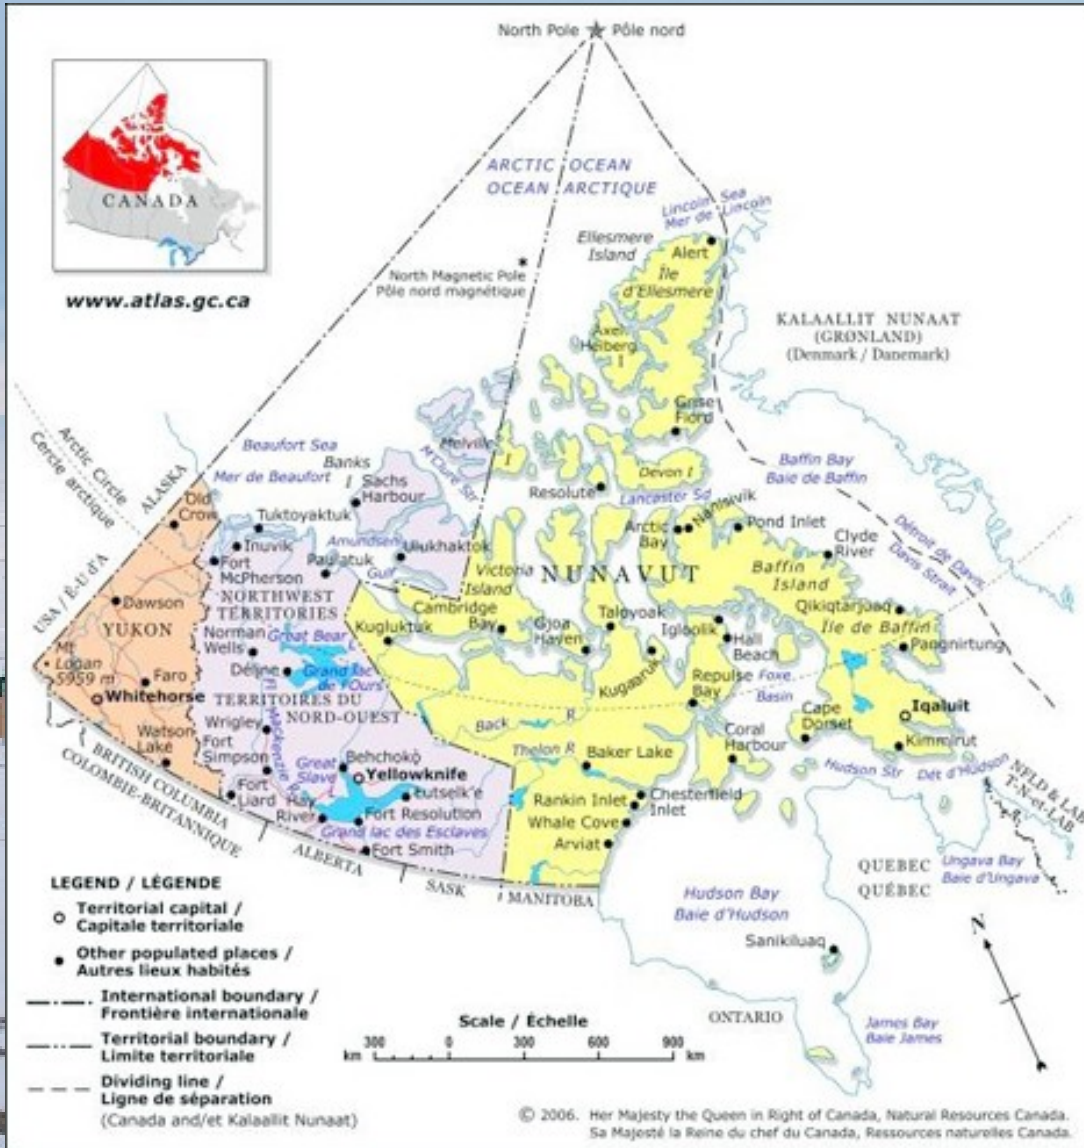 North Pole Pôle nord
CANADA
www.atlas.gc.ca
ARCTIC OCEAN
OCEAN ARCTIQUE
Lincoln Sea
Mer de Lincoln
Ellesmere
Island
Alert
Île
d'Ellesmere
North Magnetic Pole
Pôle nord magnétique
Axel
Heiberg
I
KALAALLIT NUNAAT
(GRØNLAND)
(Denmark / Danemark)
Grise
Fiord
Arctic Circle
Cercle arctique
Beaufort Sea
Mer de Beaufort
Melville
I
M'Clure Str
Devon I
Baffin Bay
Baie de Baffin
Banks
I
Sachs
Harbour
Resolute
Lancaster Sd
ALASKA
USA / É-U d'A
Old
Crow
Tuktoyaktuk
Inuvik
Fort
McPherson
Paulatuk
Amundsen
Gulf
Ulukhaktok
Arctic
Bay
Nanisivik
Pond Inlet
Clyde
River
Détroit de Davis
Davis Strait
Victoria
Island
NUNAVUT
Baffin
Island
Île de Baffin
Qikiqtarjuaq
Pangnirtung
Dawson
YUKON
NORTHWEST
TERRITORIES
Norman
Wells
Great Bear L
Grand lac
de l'Ours
Déline
Kugluktuk
Cambridge
Bay
Gjoa
Haven
Taloyoak
Kugaaruk
Igloolik
Hall
Beach
Repulse
Bay
Foxe
Basin
Mt
Logan
5959 m
Faro
Whitehorse
TERRITOIRES DU
NORD-OUEST
Watson
Lake
Wrigley
Fort
Simpson
Fort
Liard
Mackenzie R
Back R
Thelon R
Baker Lake
Coral
Harbour
Cape
Dorset
Iqaluit
Kimmirut
Hudson Str
Dét d'Hudson
Behchokò
Yellowknife
Great
Slave
Lutselk'e
Hay
River
Fort Resolution
Grand lac des Esclaves
Fort Smith
Rankin Inlet
Chesterfield
Inlet
Whale Cove
Arviat
NFLD & LAB
T-N-et-LAB
BRITISH COLUMBIA
COLOMBIE-BRITANNIQUE
ALBERTA
SASK
MANITOBA
QUEBEC
QUÉBEC
Ungava Bay
Baie d'Ungava
Hudson Bay
Baie d'Hudson
Sanikiluaq
ONTARIO
James Bay
Baie James
N
LEGEND / LÉGENDE
Territorial capital /
Capitale territoriale
Other populated places /
Autres lieux habités
International boundary /
Frontière internationale
Territorial boundary /
Limite territoriale
Dividing line /
Ligne de séparation
(Canada and/et Kalaallit Nunaat)
Scale / Échelle
km 300 0 300 600 900 km
© 2006. Her Majesty the Queen in Right of Canada, Natural Resources Canada.
Sa Majesté la Reine du chef du Canada, Ressources naturelles Canada.